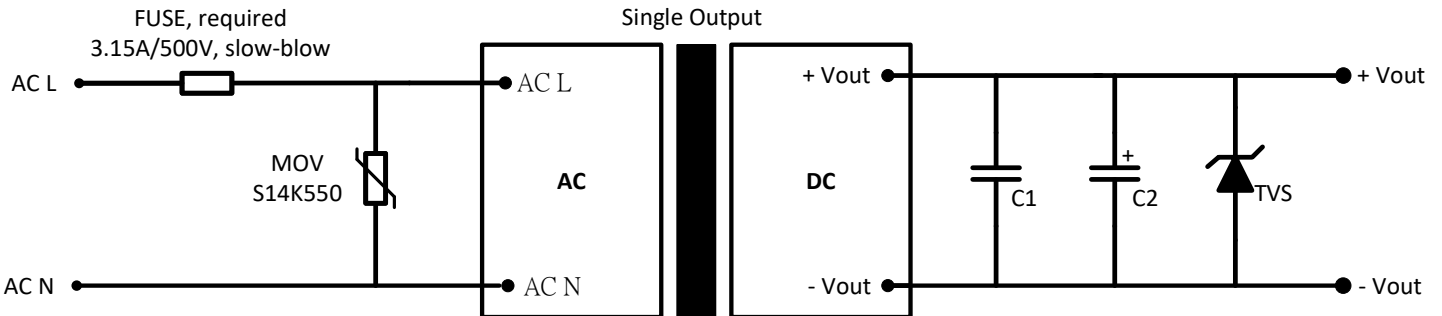 FUSE, required
3.15A/500V, slow-blow
Single Output
AC L
AC L
+ Vout
+ Vout
MOV
S14K550
AC
DC
+
C1
C2
TVS
AC N
AC N
- Vout
- Vout